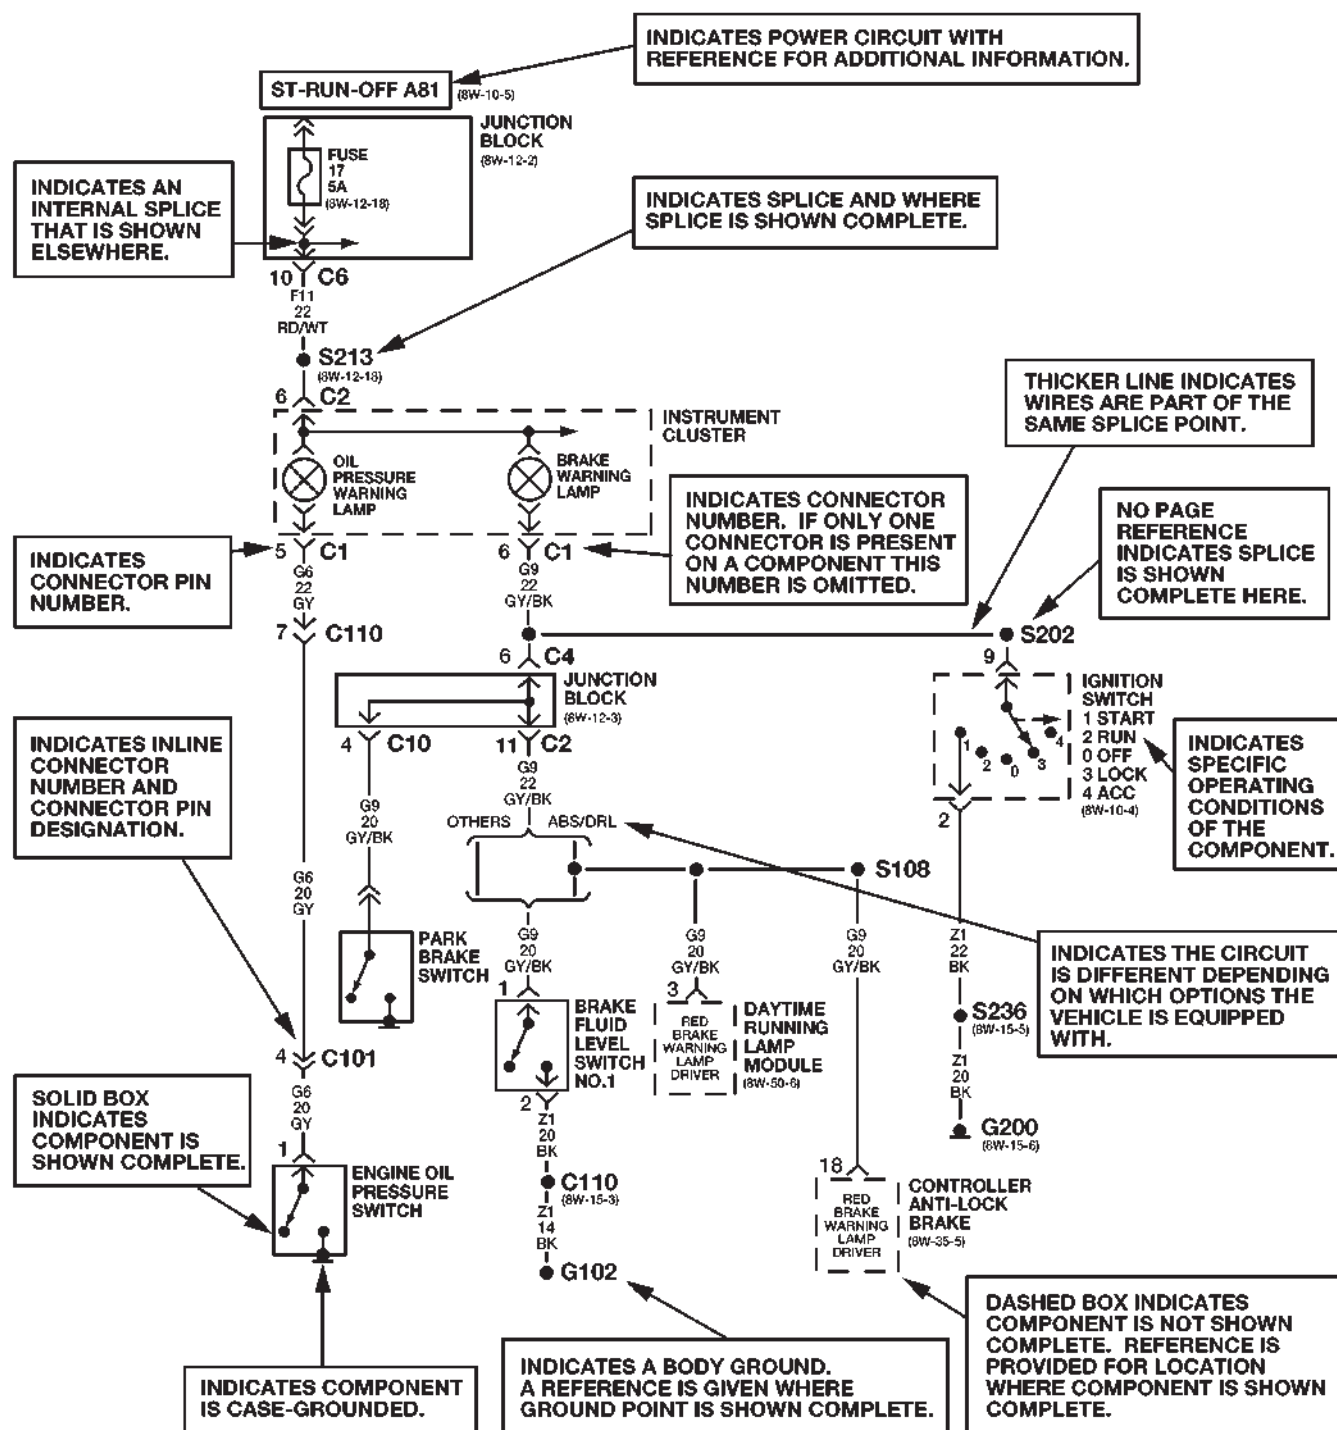 INDICATES POWER CIRCUIT WITH
REFERENCE FOR ADDITIONAL INFORMATION.
ST-RUN-OFF A81
(8W-10-5)
JUNCTION
BLOCK
(8W-12-2)
FUSE
17
5A
(8W-12-18)
INDICATES AN
INTERNAL SPLICE
THAT IS SHOWN
ELSEWHERE.
INDICATES SPLICE AND WHERE
SPLICE IS SHOWN COMPLETE.
10 C6
F11
22
RD/WT
S213
(8W-12-18)
6 C2
THICKER LINE INDICATES
WIRES ARE PART OF THE
SAME SPLICE POINT.
INSTRUMENT
CLUSTER
OIL
PRESSURE
WARNING
LAMP
BRAKE
WARNING
LAMP
INDICATES CONNECTOR
NUMBER. IF ONLY ONE
CONNECTOR IS PRESENT
ON A COMPONENT THIS
NUMBER IS OMITTED.
NO PAGE
REFERENCE
INDICATES SPLICE
IS SHOWN
COMPLETE HERE.
INDICATES
CONNECTOR PIN
NUMBER.
5 C1
G6
22
GY
6 C1
G9
22
GY/BK
7 C110
S202
6 C4
9
JUNCTION
BLOCK
(8W-12-3)
IGNITION
SWITCH
1 START
2 RUN
0 OFF
3 LOCK
4 ACC
(8W-10-4)
1
2
0
3
4
INDICATES
SPECIFIC
OPERATING
CONDITIONS
OF THE
COMPONENT.
INDICATES INLINE
CONNECTOR
NUMBER AND
CONNECTOR PIN
DESIGNATION.
4 C10
11 C2
2
G9
22
GY/BK
G9
20
GY/BK
OTHERS ABS/DRL
S108
G6
20
GY
G9
20
GY/BK
G9
20
GY/BK
G9
20
GY/BK
Z1
22
BK
INDICATES THE CIRCUIT
IS DIFFERENT DEPENDING
ON WHICH OPTIONS THE
VEHICLE IS EQUIPPED
WITH.
PARK
BRAKE
SWITCH
1
3
BRAKE
FLUID
LEVEL
SWITCH
NO.1
RED
BRAKE
WARNING
LAMP
DRIVER
DAYTIME
RUNNING
LAMP
MODULE
(8W-50-6)
S236
(8W-15-5)
Z1
20
BK
G200
(8W-15-6)
4 C101
G6
20
GY
SOLID BOX
INDICATES
COMPONENT IS
SHOWN COMPLETE.
1
2
Z1
20
BK
ENGINE OIL
PRESSURE
SWITCH
C110
(8W-15-3)
Z1
14
BK
G102
18
RED
BRAKE
WARNING
LAMP
DRIVER
CONTROLLER
ANTI-LOCK
BRAKE
(8W-35-5)
INDICATES COMPONENT
IS CASE-GROUNDED.
INDICATES A BODY GROUND.
A REFERENCE IS GIVEN WHERE
GROUND POINT IS SHOWN COMPLETE.
DASHED BOX INDICATES
COMPONENT IS NOT SHOWN
COMPLETE. REFERENCE IS
PROVIDED FOR LOCATION
WHERE COMPONENT IS SHOWN
COMPLETE.